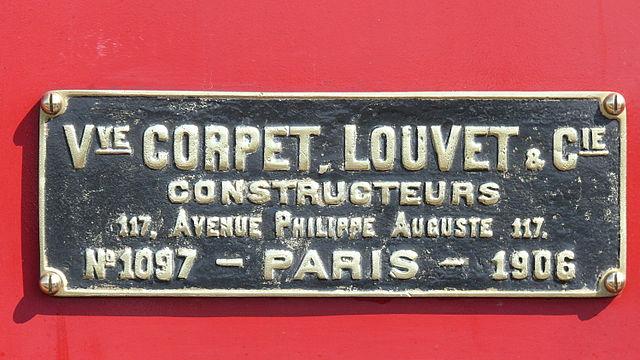 Vve CORPET, LOUVET & Cie
CONSTRUCTEURS
117, AVENUE PHILIPPE AUGUSTE 117.
No 1097 - PARIS - 1906